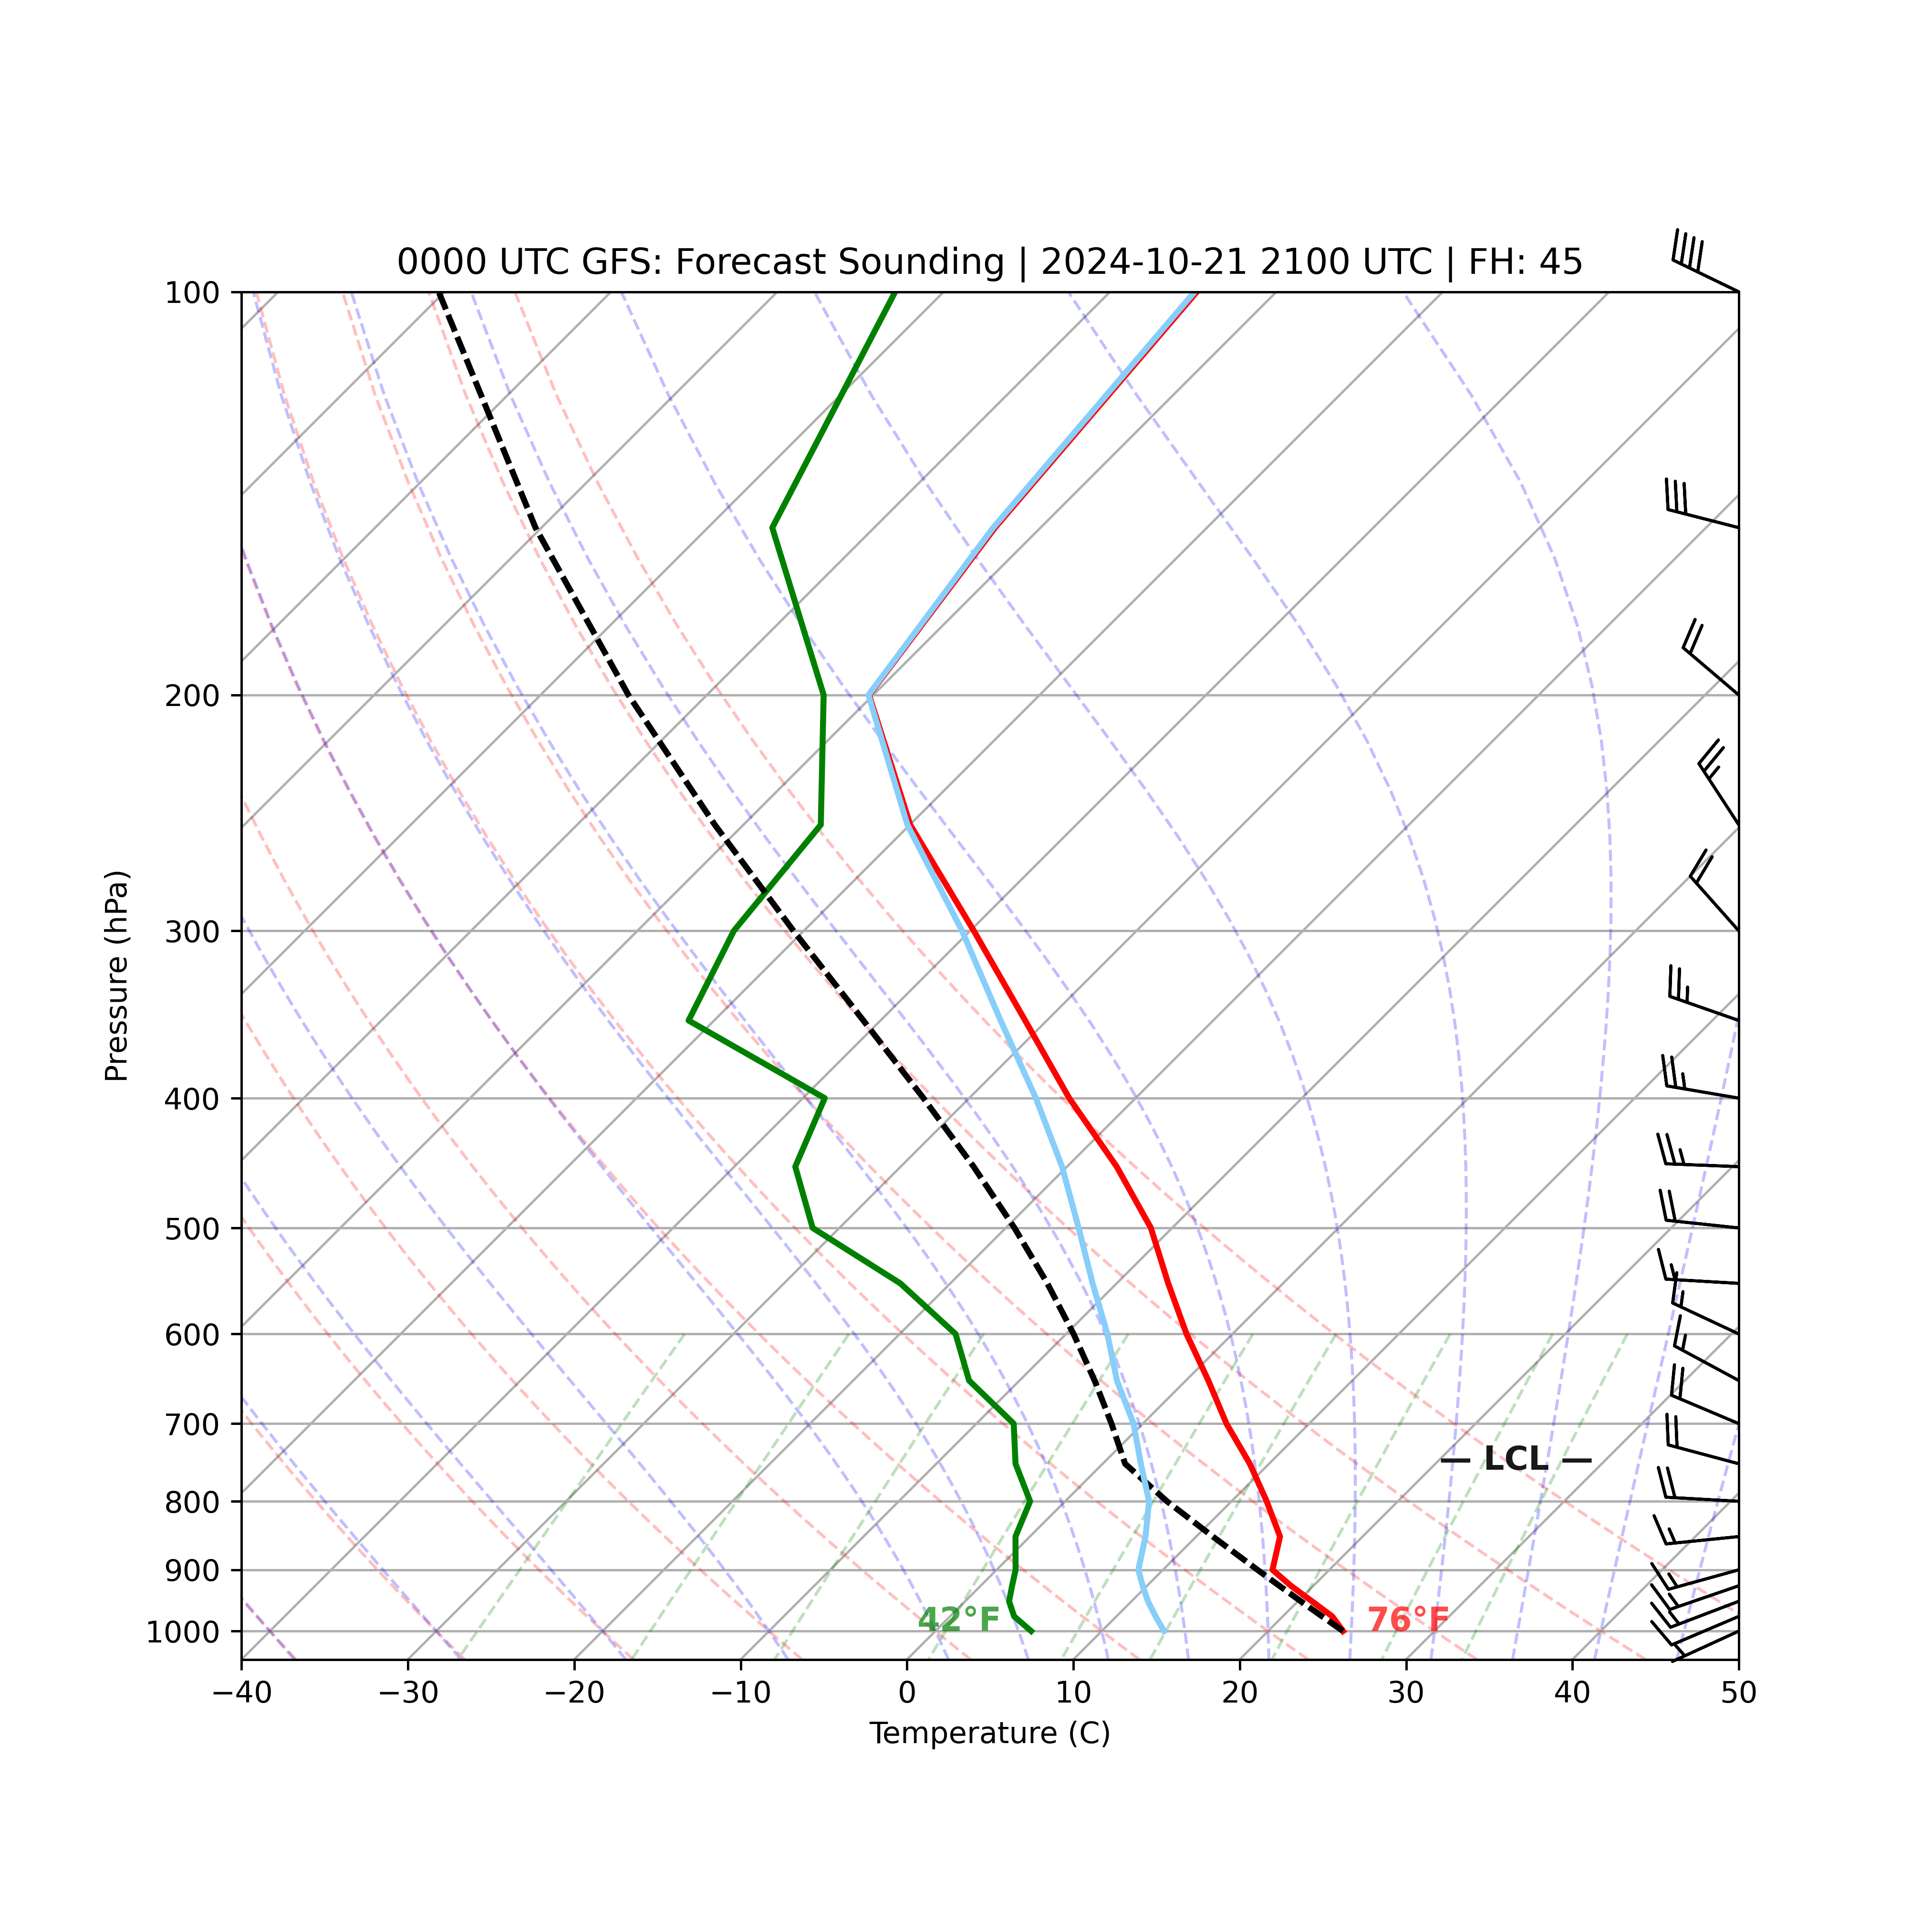 0000 UTC GFS: Forecast Sounding | 2024-10-21 2100 UTC | FH: 45
100
200
300
400
500
600
700
800
900
1000
Pressure (hPa)
— LCL —
42°F
76°F
−40 −30 −20 −10 0 10 20 30 40 50
Temperature (C)